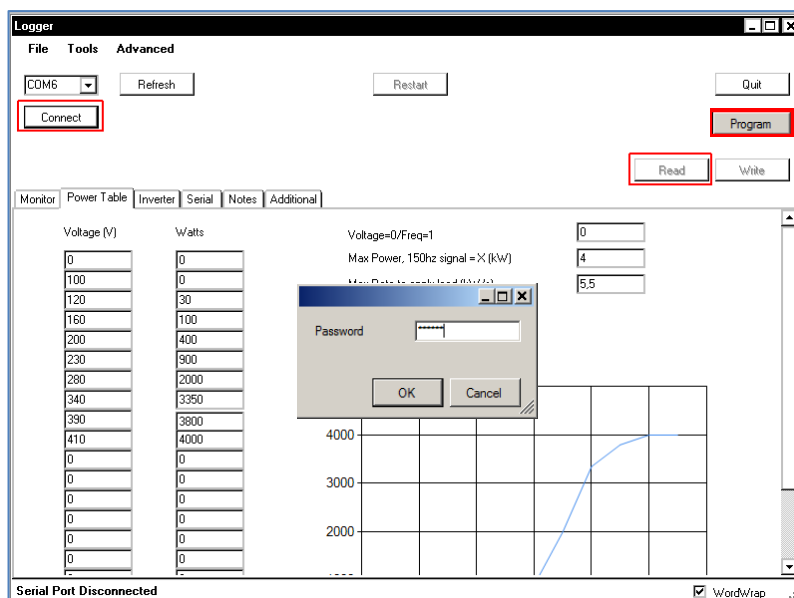 Logger
File Tools Advanced
COM6 Refresh Restart Quit
Connect
Program
Read Write
Monitor Power Table Inverter Serial Notes Additional
Voltage (V) Watts
Voltage=0/Freq=1 0
Max Power, 150hz signal = X (kW) 4
5,5
0 0
100 0
120 30
160 100
200 400
230 900
280 2000
340 3350
390 3800
410 4000
0 0
0 0
0 0
0 0
0 0
0 0
Password ******
OK Cancel
4000
3000
2000
Serial Port Disconnected
WordWrap